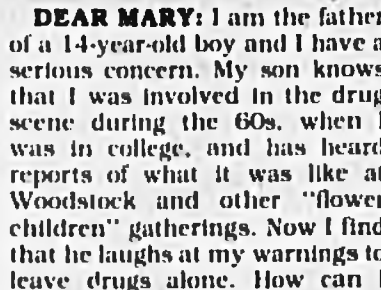 DEAR MARY: I am the father
of a 14-year-old boy and I have a
serious concern. My son knows
that I was involved in the drug
scene during the 60s, when I
was in college, and has heard
reports of what it was like at
Woodstock and other "flower
children" gatherings. Now I find
that he laughs at my warnings to
leave drugs alone. How can I